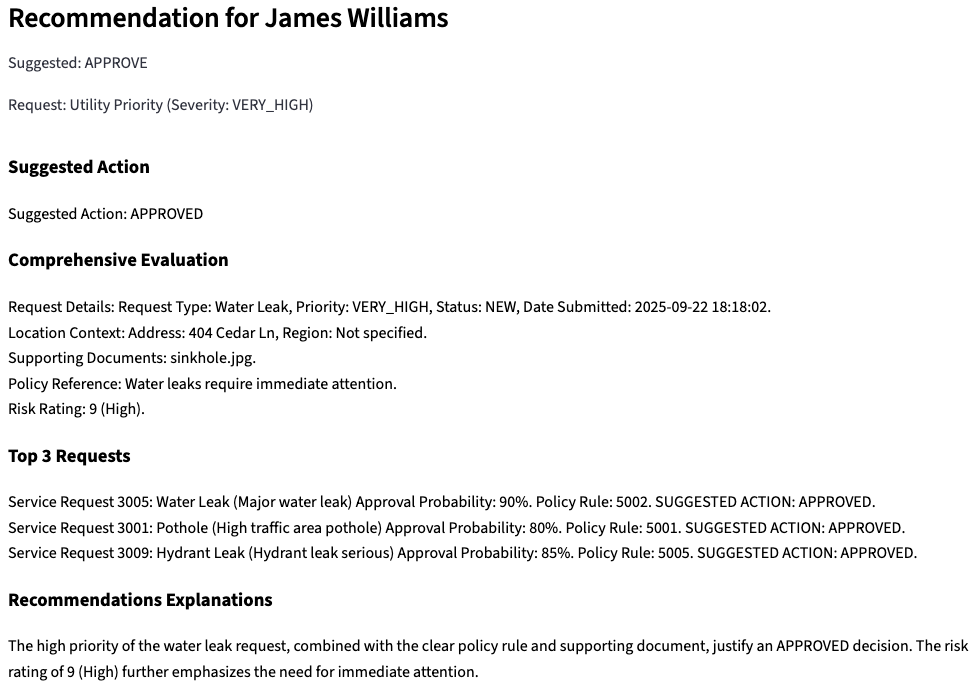 Recommendation for James Williams
Suggested: APPROVE
Request: Utility Priority (Severity: VERY_HIGH)
Suggested Action
Suggested Action: APPROVED
Comprehensive Evaluation
Request Details: Request Type: Water Leak, Priority: VERY_HIGH, Status: NEW, Date Submitted: 2025-09-22 18:18:02.
Location Context: Address: 404 Cedar Ln, Region: Not specified.
Supporting Documents: sinkhole.jpg.
Policy Reference: Water leaks require immediate attention.
Risk Rating: 9 (High).
Top 3 Requests
Service Request 3005: Water Leak (Major water leak) Approval Probability: 90%. Policy Rule: 5002. SUGGESTED ACTION: APPROVED.
Service Request 3001: Pothole (High traffic area pothole) Approval Probability: 80%. Policy Rule: 5001. SUGGESTED ACTION: APPROVED.
Service Request 3009: Hydrant Leak (Hydrant leak serious) Approval Probability: 85%. Policy Rule: 5005. SUGGESTED ACTION: APPROVED.
Recommendations Explanations
The high priority of the water leak request, combined with the clear policy rule and supporting document, justify an APPROVED decision. The risk
rating of 9 (High) further emphasizes the need for immediate attention.